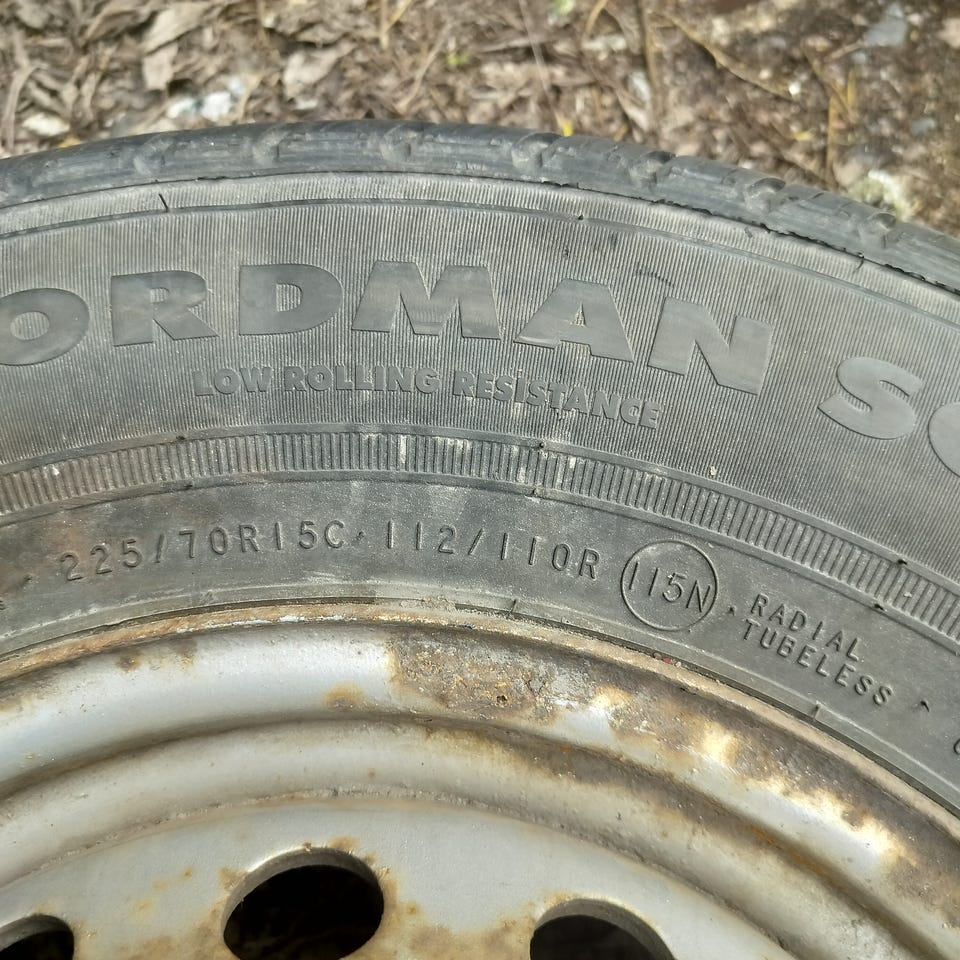 ORDMAN S
LOW ROLLING RESISTANCE
225/70R15C 112/110R 115N RADIAL
TUBELESS